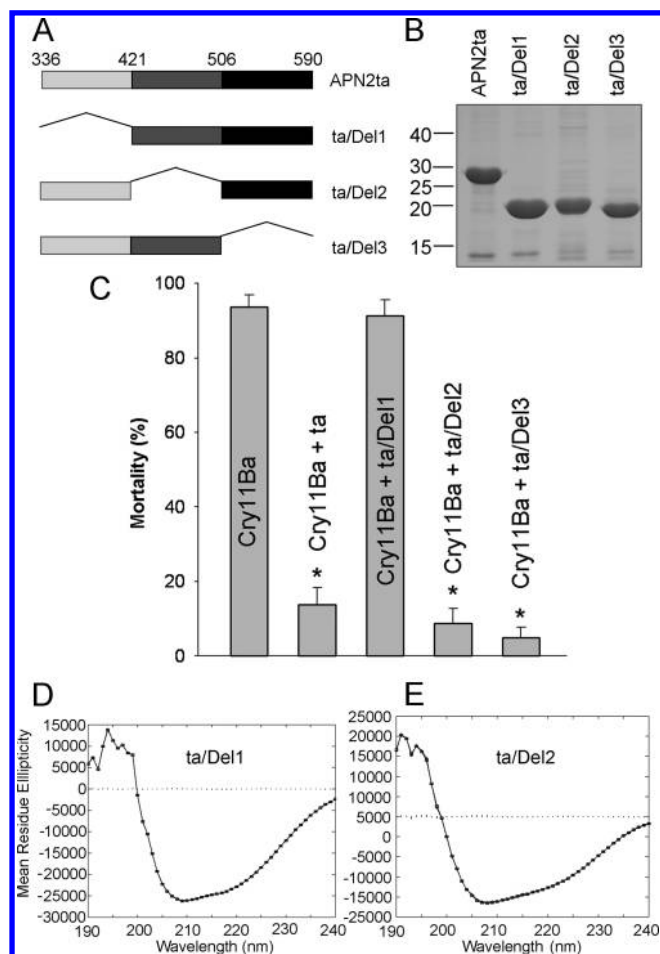 A
336 421 506 590
APN2ta
ta/Del1
ta/Del2
ta/Del3
B
APN2ta
ta/Del1
ta/Del2
ta/Del3
40
30
25
20
15
C
Mortality (%)
100
80
60
40
20
0
Cry11Ba
* Cry11Ba + ta
Cry11Ba + ta/Del1
* Cry11Ba + ta/Del2
* Cry11Ba + ta/Del3
D
Mean Residue Elliipticity
15000
10000
5000
0
-5000
-10000
-15000
-20000
-25000
-30000
ta/Del1
190 200 210 220 230 240
Wavelength (nm)
E
25000
20000
15000
10000
5000
0
-5000
-10000
-15000
-20000
-25000
ta/Del2
190 200 210 220 230 240
Wavelength (nm)